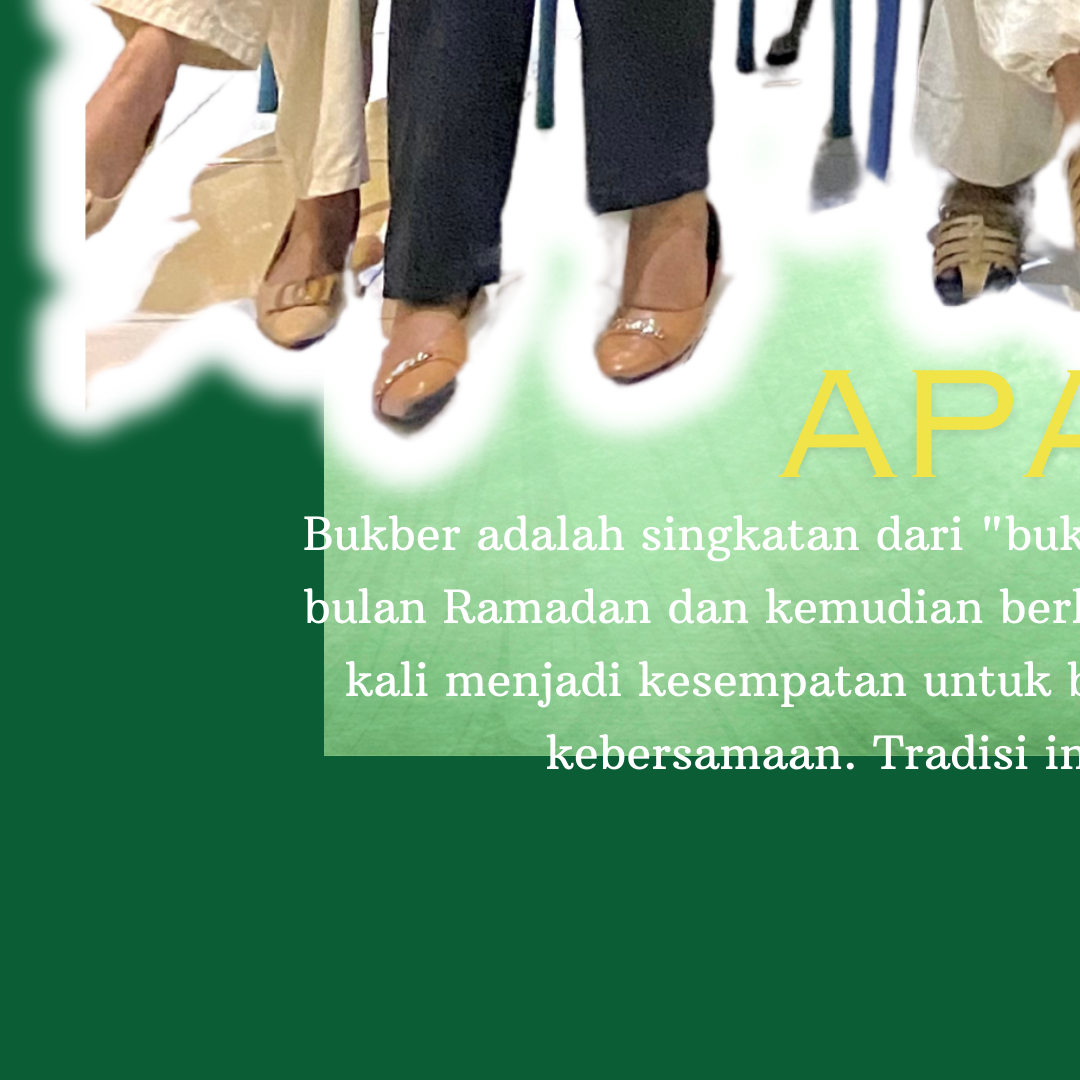 APA
Bukber adalah singkatan dari "buk
bulan Ramadan dan kemudian ber
kali menjadi kesempatan untuk b
kebersamaan. Tradisi in